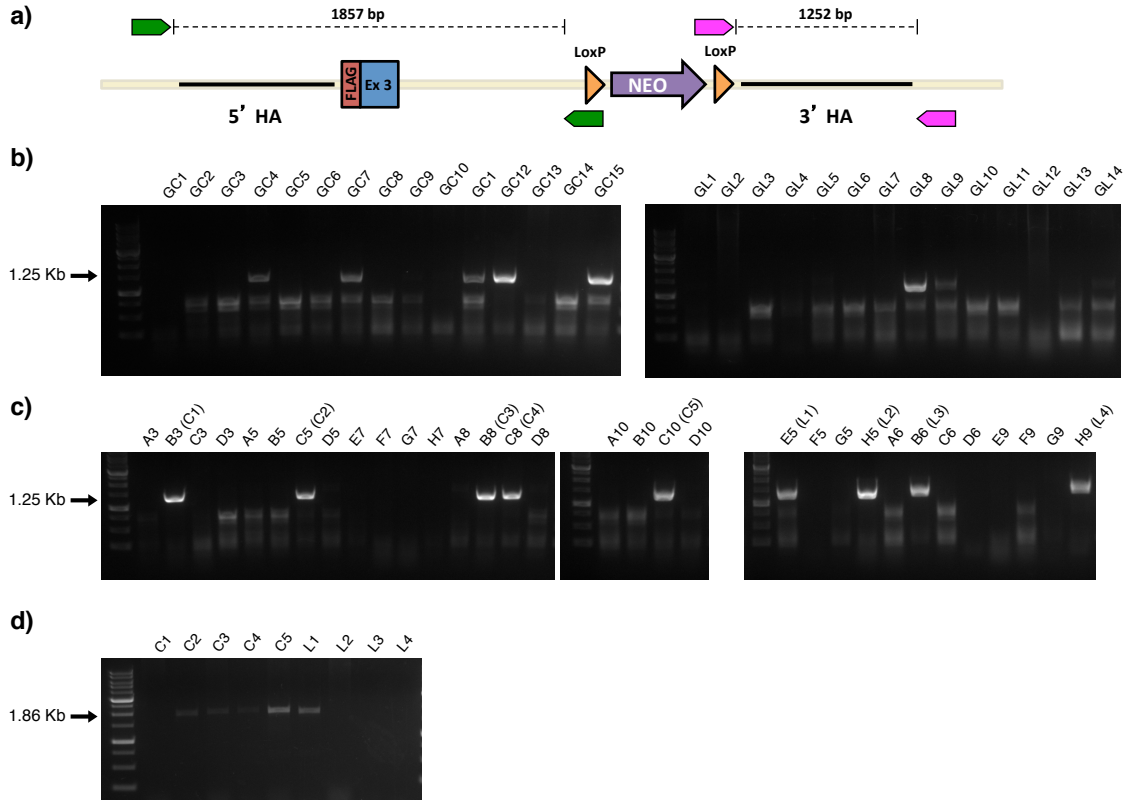 a)
1857 bp
1252 bp
LoxP
LoxP
FLAG
Ex 3
NEO
5’ HA
3’ HA
b)
GC1 GC2 GC3 GC4 GC5 GC6 GC7 GC8 GC9 GC10 GC1 GC12 GC13 GC14 GC15
GL1 GL2 GL3 GL4 GL5 GL6 GL7 GL8 GL9 GL10 GL11 GL12 GL13 GL14
1.25 Kb
c)
A3 B3 (C1) C3 D3 A5 B5 C5 (C2) D5 E7 F7 G7 H7 A8 B8 (C3) C8 (C4) D8
A10 B10 C10 (C5) D10
E5 (L1) F5 G5 H5 (L2) A6 B6 (L3) C6 D6 E9 F9 G9 H9 (L4)
1.25 Kb
d)
C1 C2 C3 C4 C5 L1 L2 L3 L4
1.86 Kb